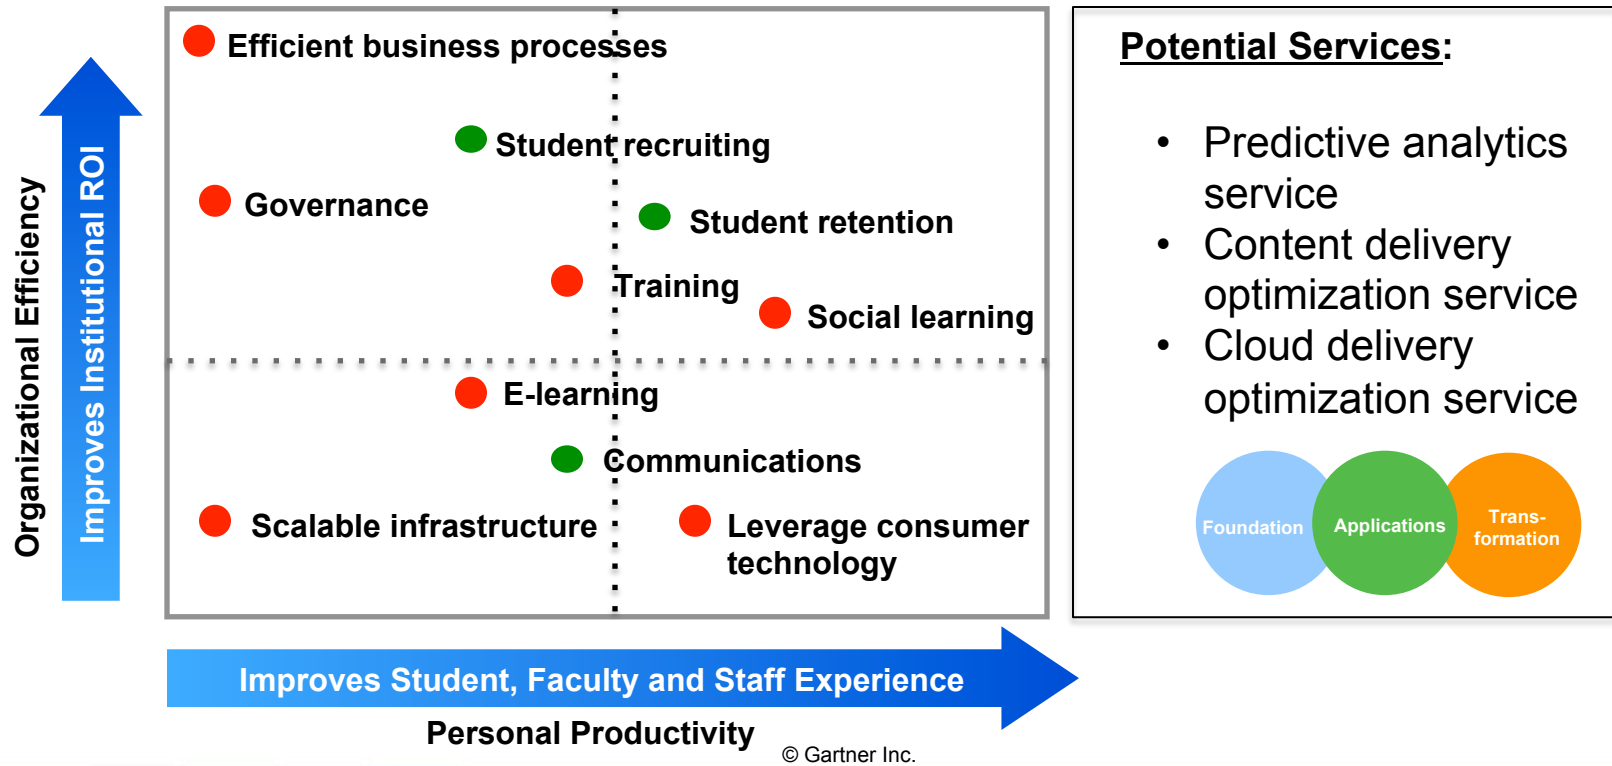 Organizational Efficiency
Improves Institutional ROI
Efficient business processes
Student recruiting
Governance
Student retention
Training
Social learning
E-learning
Communications
Scalable infrastructure
Leverage consumer
technology
Improves Student, Faculty and Staff Experience
Personal Productivity
© Gartner Inc.
Potential Services:
• Predictive analytics
service
• Content delivery
optimization service
• Cloud delivery
optimization service
Foundation
Applications
Trans-
formation